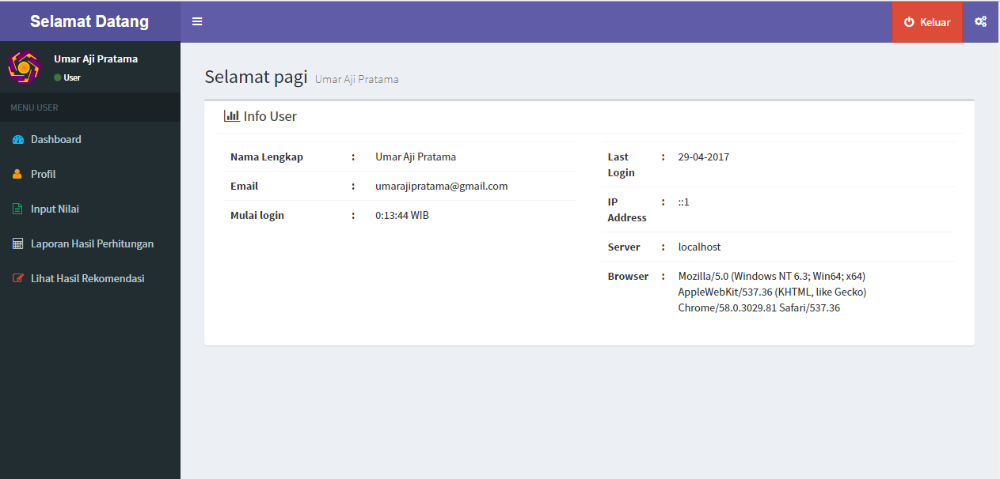 Selamat Datang
Keluar
Umar Aji Pratama
User
MENU USER
Dashboard
Profil
Input Nilai
Laporan Hasil Perhitungan
Lihat Hasil Rekomendasi
Selamat pagi Umar Aji Pratama
Info User
Nama Lengkap : Umar Aji Pratama
Email : umarajipratama@gmail.com
Mulai login : 0:13:44 WIB
Last : 29-04-2017
Login
IP : ::1
Address
Server : localhost
Browser : Mozilla/5.0 (Windows NT 6.3; Win64; x64)
AppleWebKit/537.36 (KHTML, like Gecko)
Chrome/58.0.3029.81 Safari/537.36